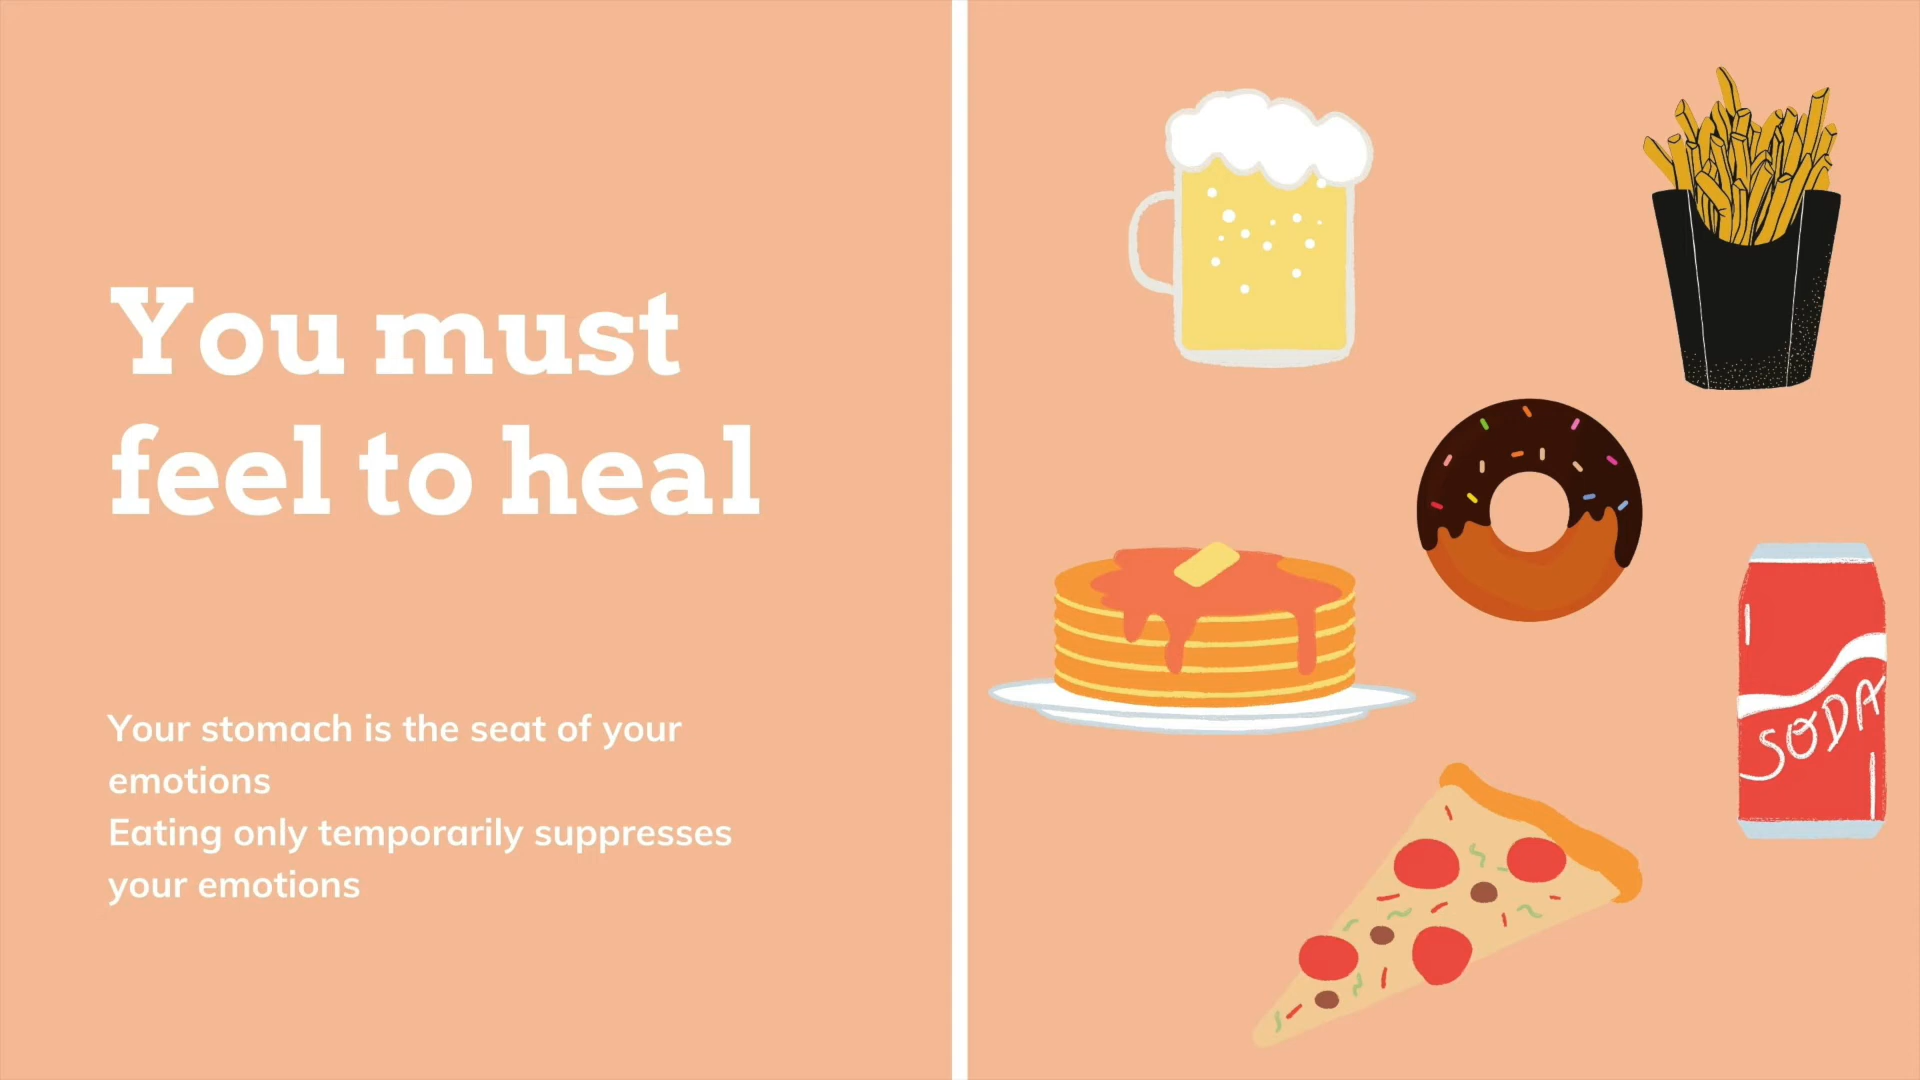 You must
feel to heal
Your stomach is the seat of your
emotions
Eating only temporarily suppresses
your emotions
SODA